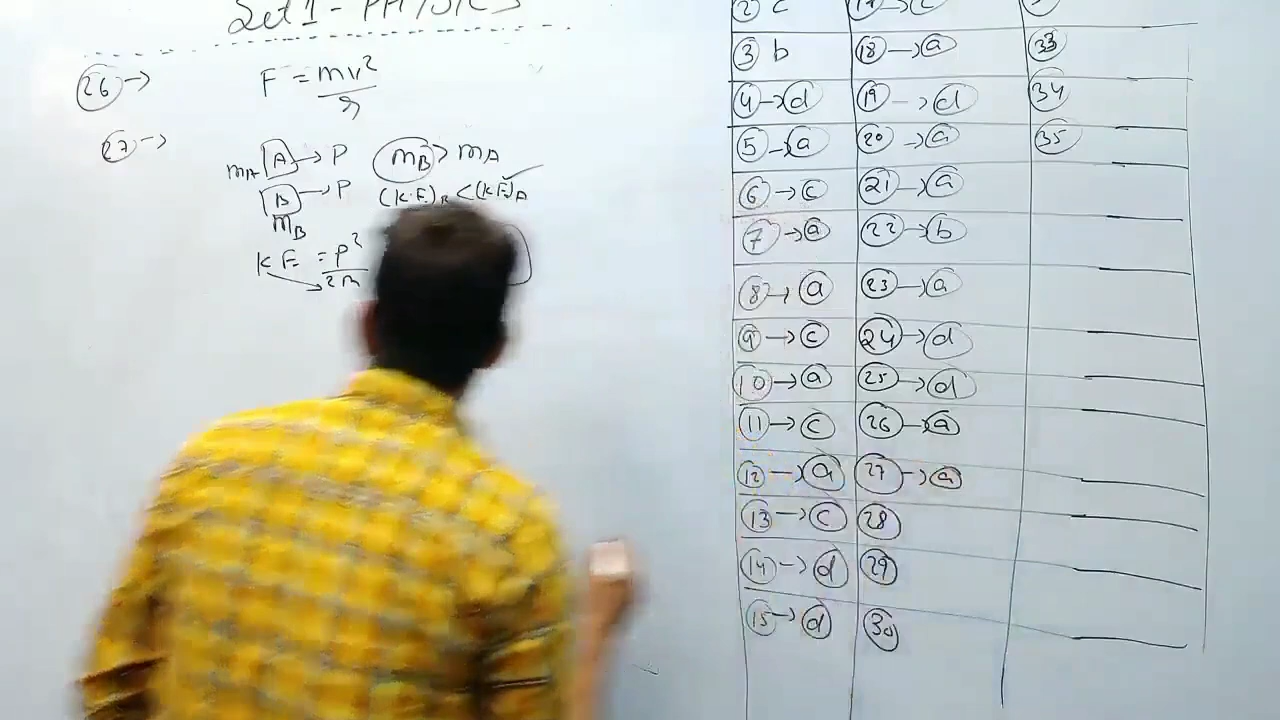 Set 1 - PHYSICS
26 → F = mv²/r
27 →
mA A → P mB > mA
B → P (K.E)B < (K.E)A ✓
mB
K.E = P²/2m
2 c 17 → c
3 b 18 → a 33
4 → d 19 → d 34
5 → a 20 → a 35
6 → c 21 → a
7 → a 22 → b
8 → a 23 → a
9 → c 24 → d
10 → a 25 → d
11 → c 26 → a
12 → a 27 → a
13 → c 28
14 → d 29
15 → d 30